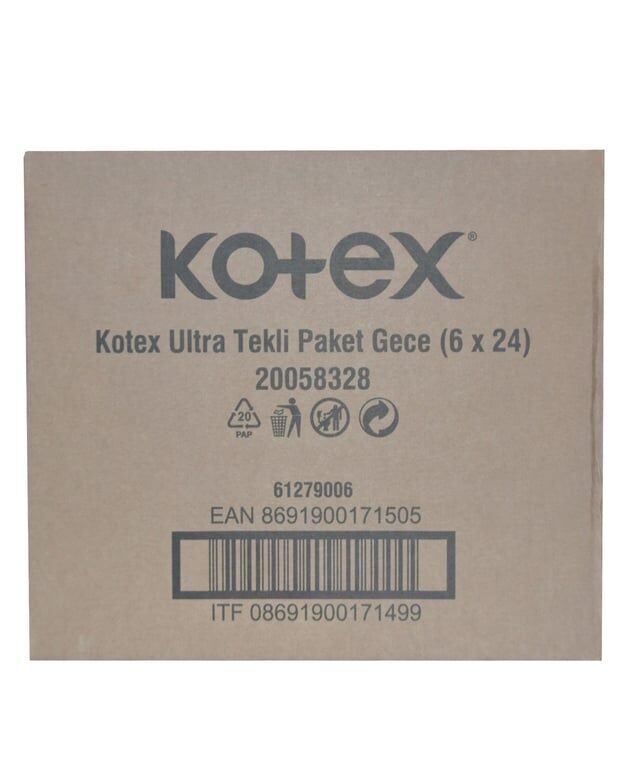 Kotex®
Kotex Ultra Tekli Paket Gece (6 x 24)
20058328
20
PAP
61279006
EAN 8691900171505
ITF 08691900171499